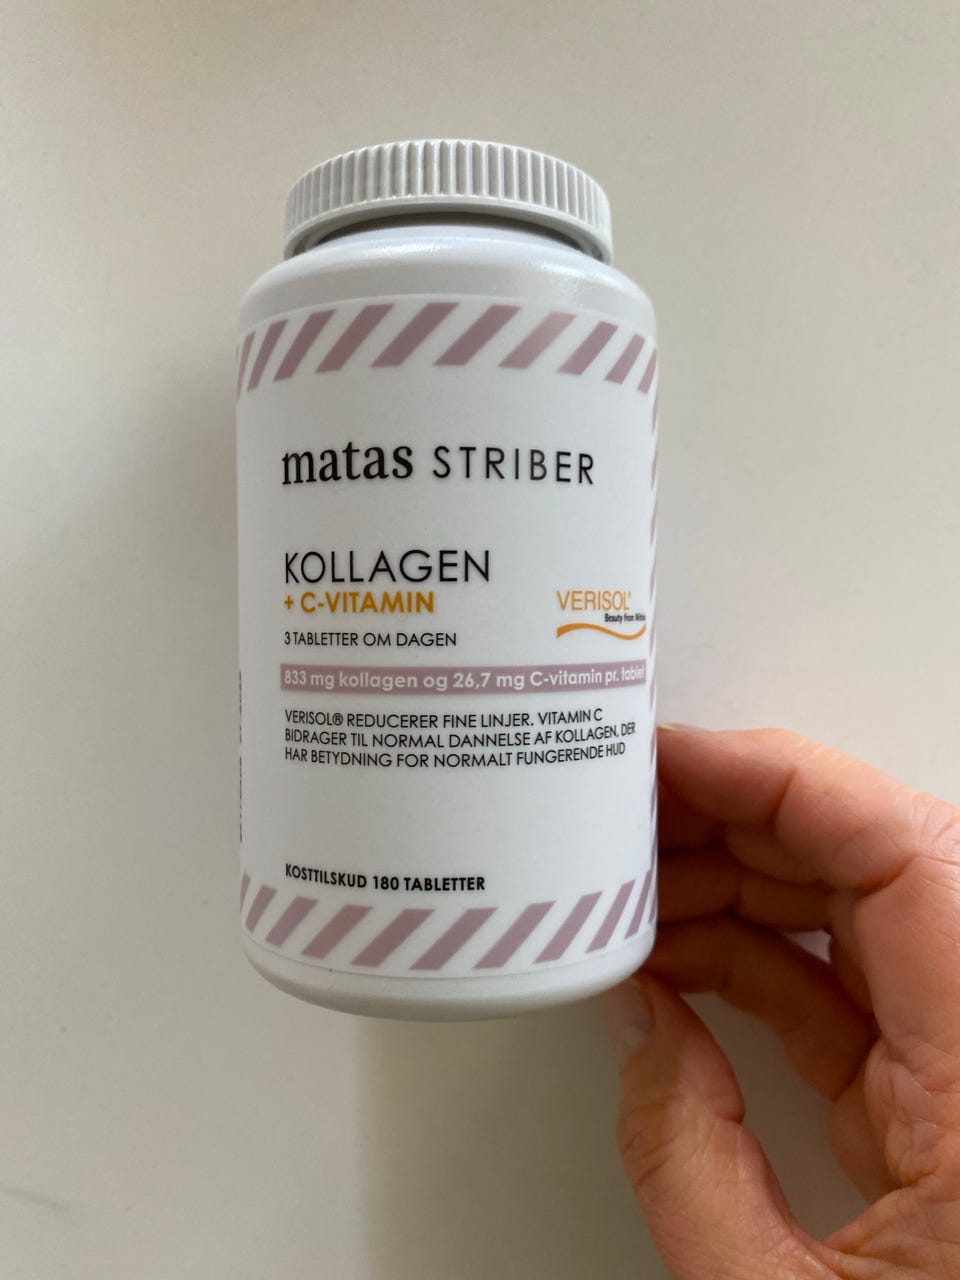 matas STRIBER
KOLLAGEN
+ C-VITAMIN
VERISOL®
Beauty from Within
3 TABLETTER OM DAGEN
833 mg kollagen og 26,7 mg C-vitamin pr. tablet
VERISOL® REDUCERER FINE LINJER. VITAMIN C
BIDRAGER TIL NORMAL DANNELSE AF KOLLAGEN, DER
HAR BETYDNING FOR NORMALT FUNGERENDE HUD
KOSTTILSKUD 180 TABLETTER